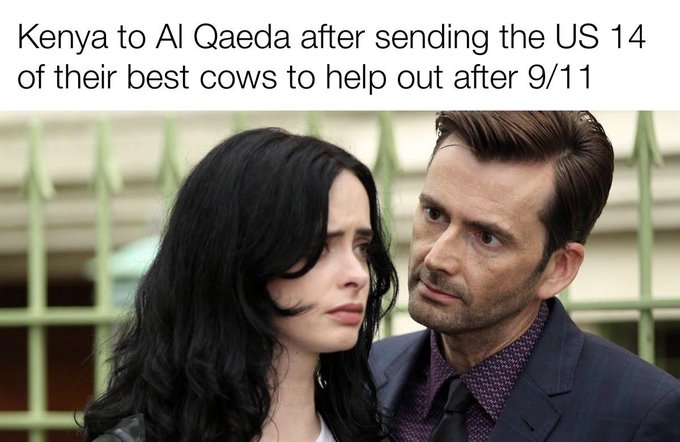 Kenya to Al Qaeda after sending the US 14
of their best cows to help out after 9/11